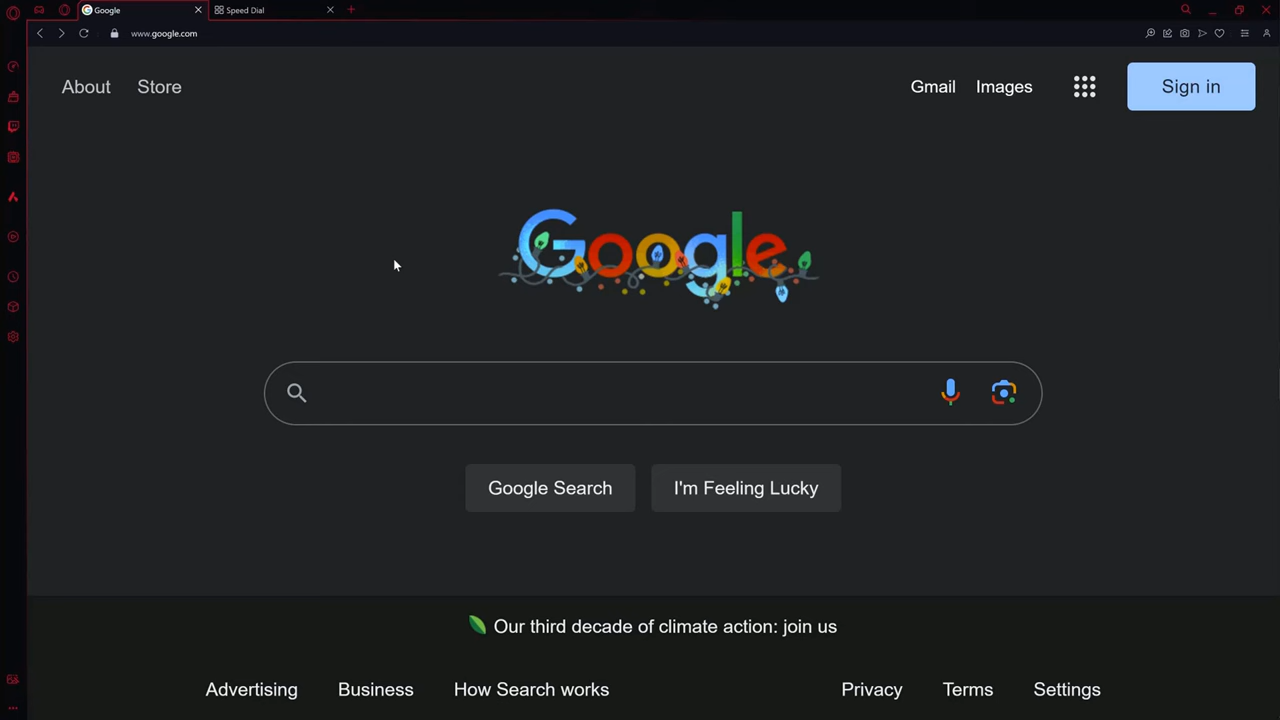 Google
Speed Dial
www.google.com
About
Store
Gmail
Images
Sign in
Google
Google Search
I'm Feeling Lucky
Our third decade of climate action: join us
Advertising
Business
How Search works
Privacy
Terms
Settings